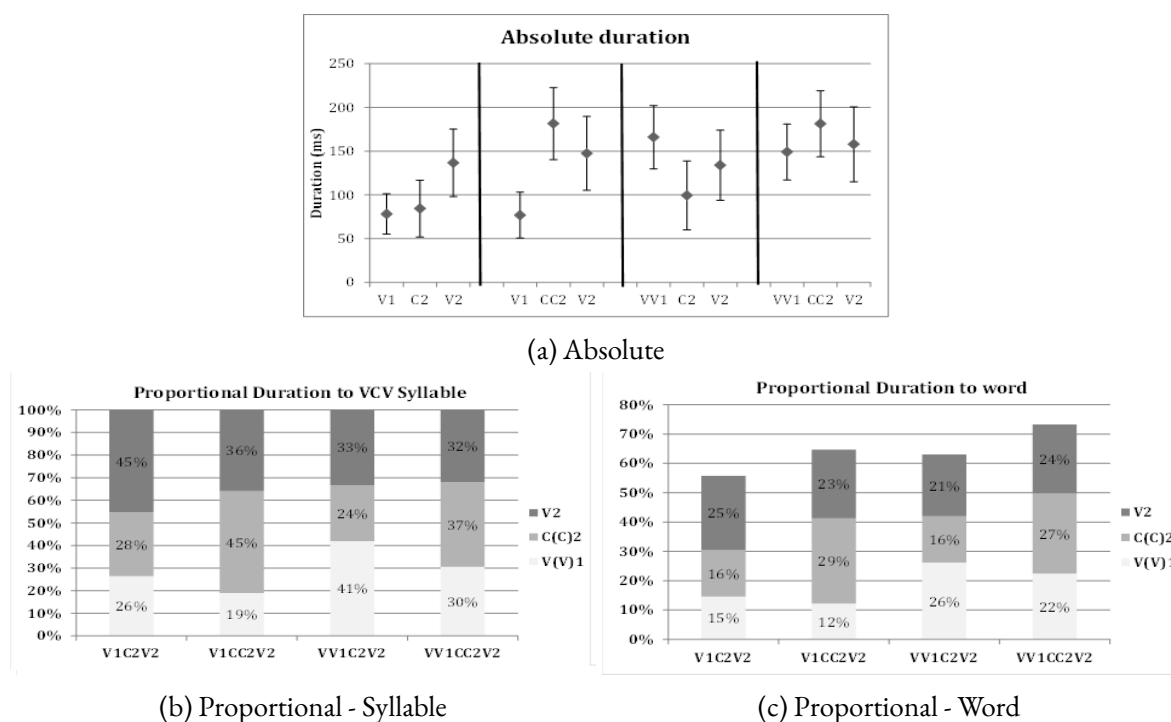 Absolute duration
Duration (ms)
250
200
150
100
50
0
V1 C2 V2 V1 CC2 V2 VV1 C2 V2 VV1 CC2 V2
(a) Absolute
Proportional Duration to VCV Syllable
100%
90%
80%
70%
60%
50%
40%
30%
20%
10%
0%
45% 36% 33% 32%
28% 45% 24% 37%
26% 19% 41% 30%
V1C2V2 V1CC2V2 VV1C2V2 VV1CC2V2
V2
C(C)2
V(V)1
(b) Proportional - Syllable
Proportional Duration to word
80%
70%
60%
50%
40%
30%
20%
10%
0%
25% 23% 21% 24%
16% 29% 16% 27%
15% 12% 26% 22%
V1C2V2 V1CC2V2 VV1C2V2 VV1CC2V2
V2
C(C)2
V(V)1
(c) Proportional - Word